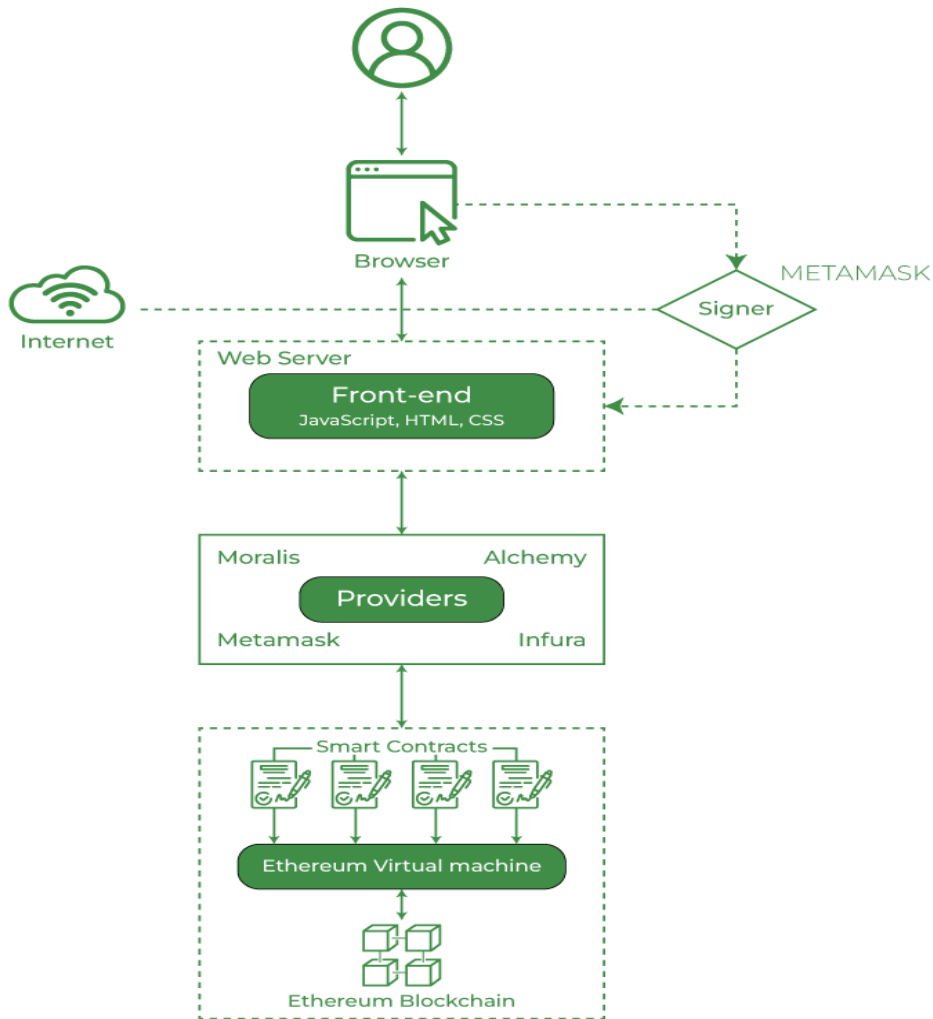 Browser
METAMASK
Signer
Internet
Web Server
Front-end
JavaScript, HTML, CSS
Moralis
Alchemy
Providers
Metamask
Infura
Smart Contracts
Ethereum Virtual machine
Ethereum Blockchain